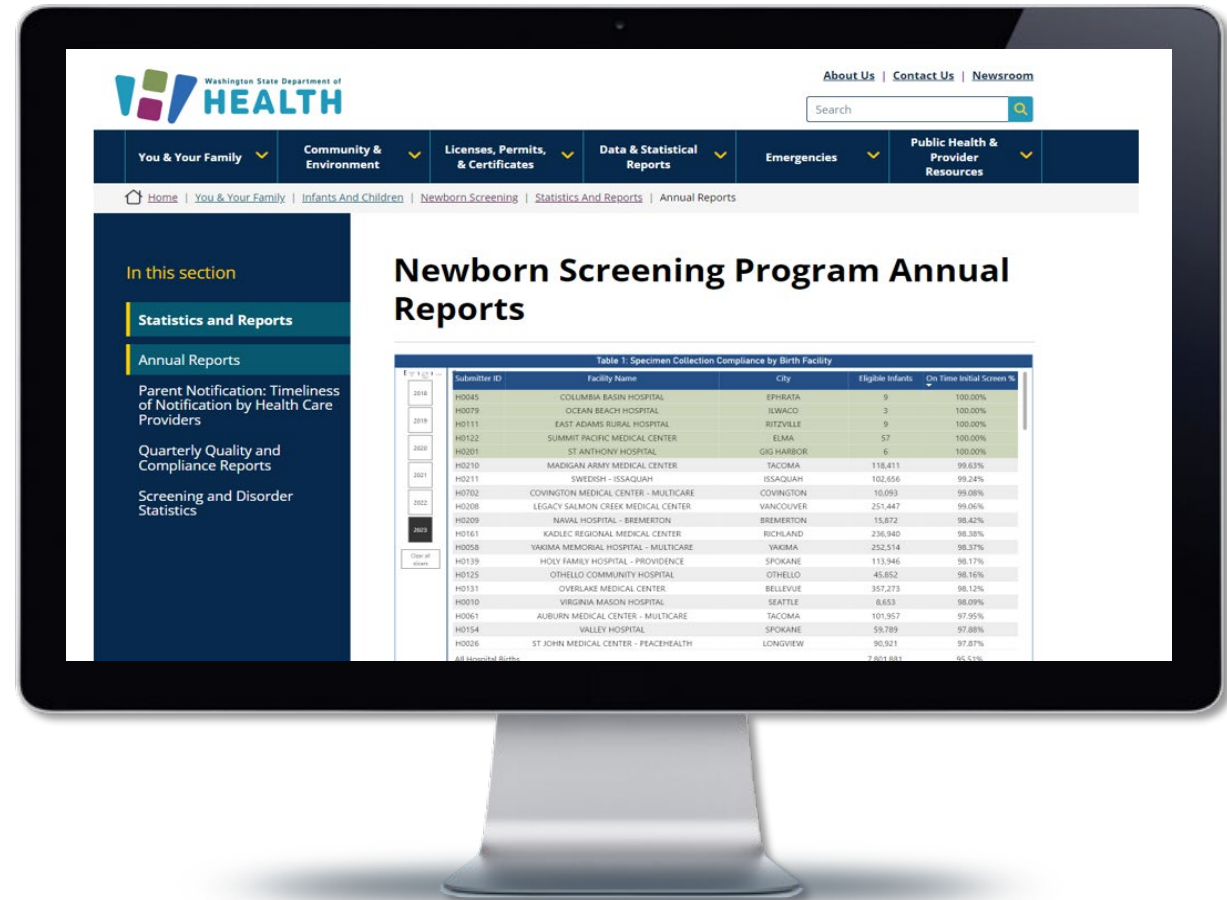 Washington State Department of
HEALTH
About Us | Contact Us | Newsroom
Search
You & Your Family
Community &
Environment
Licenses, Permits,
& Certificates
Data & Statistical
Reports
Emergencies
Public Health &
Provider
Resources
Home | You & Your Family | Infants And Children | Newborn Screening | Statistics And Reports | Annual Reports
In this section
Statistics and Reports
Annual Reports
Parent Notification: Timeliness
of Notification by Health Care
Providers
Quarterly Quality and
Compliance Reports
Screening and Disorder
Statistics
Newborn Screening Program Annual
Reports
Table 1: Specimen Collection Compliance by Birth Facility
2018
2019
2020
2021
2022
2023
Clear all
Submitter ID Facility Name City Eligible Infants On Time Initial Screen %
H0045 COLUMBIA BASIN HOSPITAL EPHRATA 9 100.00%
H0079 OCEAN BEACH HOSPITAL ILWACO 3 100.00%
H0111 EAST ADAMS RURAL HOSPITAL RITZVILLE 9 100.00%
H0122 SUMMIT PACIFIC MEDICAL CENTER ELMA 57 100.00%
H0201 ST ANTHONY HOSPITAL GIG HARBOR 6 100.00%
H0210 MADIGAN ARMY MEDICAL CENTER TACOMA 118,411 99.63%
H0211 SWEDISH - ISSAQUAH ISSAQUAH 102,656 99.24%
H0702 COVINGTON MEDICAL CENTER - MULTICARE COVINGTON 10,093 99.08%
H0208 LEGACY SALMON CREEK MEDICAL CENTER VANCOUVER 251,447 99.06%
H0209 NAVAL HOSPITAL - BREMERTON BREMERTON 15,872 98.42%
H0161 KADLEC REGIONAL MEDICAL CENTER RICHLAND 236,940 98.38%
H0058 YAKIMA MEMORIAL HOSPITAL - MULTICARE YAKIMA 252,514 98.37%
H0139 HOLY FAMILY HOSPITAL - PROVIDENCE SPOKANE 113,946 98.17%
H0125 OTHELLO COMMUNITY HOSPITAL OTHELLO 45,852 98.16%
H0131 OVERLAKE MEDICAL CENTER BELLEVUE 357,273 98.12%
H0010 VIRGINIA MASON HOSPITAL SEATTLE 8,653 98.09%
H0061 AUBURN MEDICAL CENTER - MULTICARE TACOMA 101,957 97.95%
H0154 VALLEY HOSPITAL SPOKANE 59,789 97.88%
H0026 ST JOHN MEDICAL CENTER - PEACEHEALTH LONGVIEW 90,921 97.87%
All Hospital Births 7,801,881 95.51%